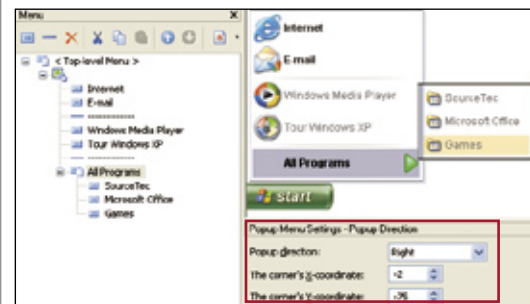 Menu
< Top-level Menu >
Internet
E-mail
------------
Windows Media Player
Tour Windows XP
------------
All Programs
SourceTec
Microsoft Office
Games
Internet
E-mail
Windows Media Player
Tour Windows XP
All Programs
SourceTec
Microsoft Office
Games
start
Popup Menu Settings - Popup Direction
Popup direction: Right
The corner's X-coordinate: -2
The corner's Y-coordinate: -75